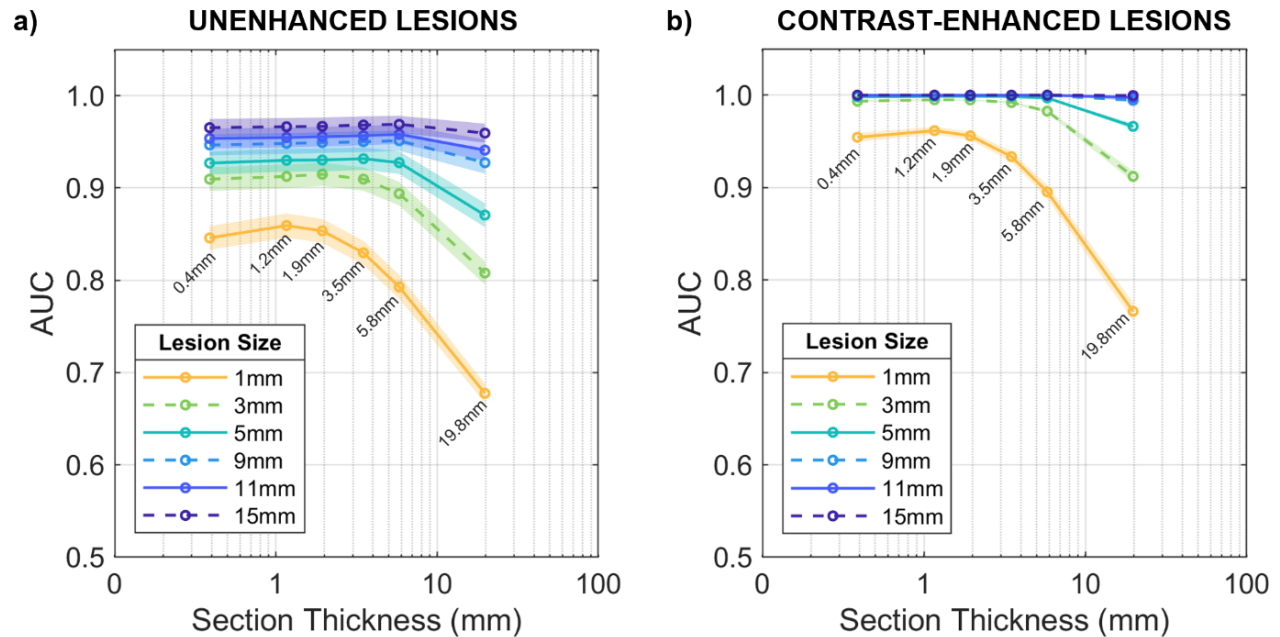 a)
UNENHANCED LESIONS
AUC
1.0
0.9
0.8
0.7
0.6
0.5
0.4mm
1.2mm
1.9mm
3.5mm
5.8mm
19.8mm
Lesion Size
1mm
3mm
5mm
9mm
11mm
15mm
0
1
10
100
Section Thickness (mm)
b)
CONTRAST-ENHANCED LESIONS
AUC
1.0
0.9
0.8
0.7
0.6
0.5
0.4mm
1.2mm
1.9mm
3.5mm
5.8mm
19.8mm
Lesion Size
1mm
3mm
5mm
9mm
11mm
15mm
0
1
10
100
Section Thickness (mm)